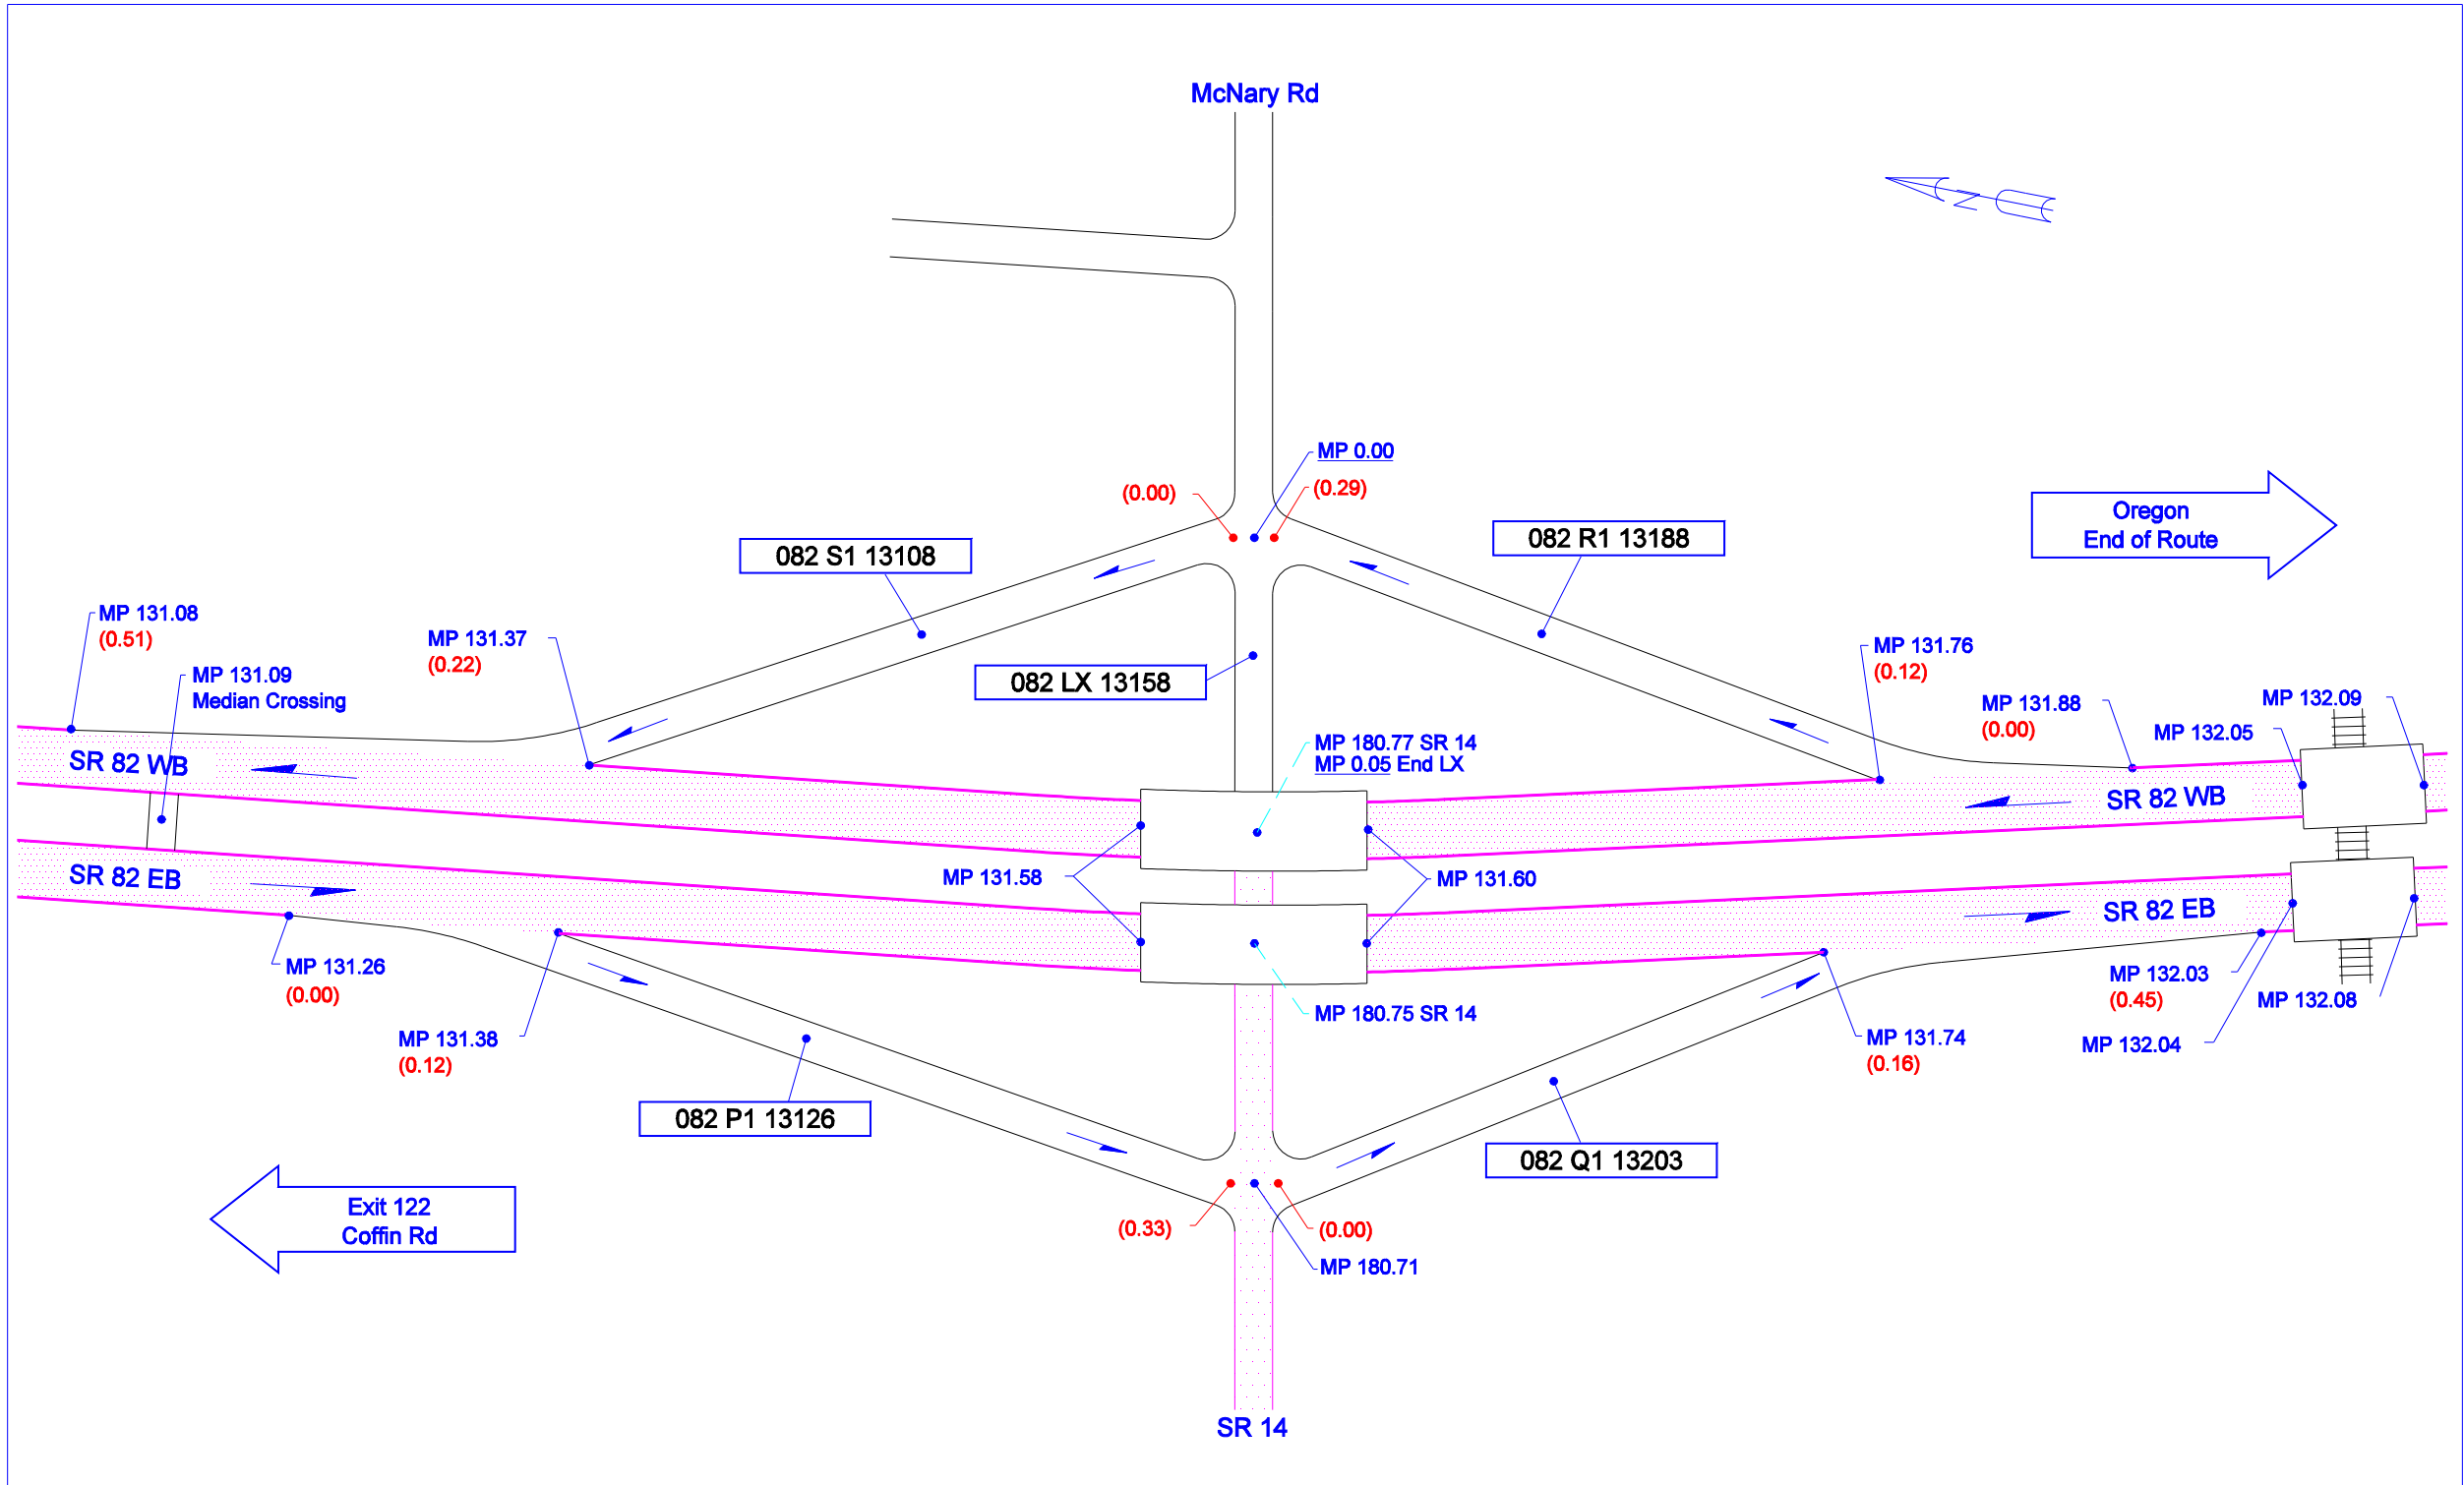 McNary Rd
N
MP 0.00
(0.00)
(0.29)
Oregon
End of Route
082 S1 13108
082 R1 13188
MP 131.08
(0.51)
MP 131.37
(0.22)
MP 131.09
Median Crossing
082 LX 13158
MP 131.76
(0.12)
MP 131.88
(0.00)
MP 132.09
MP 132.05
MP 180.77 SR 14
MP 0.05 End LX
SR 82 WB
SR 82 WB
SR 82 EB
MP 131.58
MP 131.60
SR 82 EB
MP 131.26
(0.00)
MP 132.03
(0.45)
MP 132.08
MP 180.75 SR 14
MP 131.38
(0.12)
MP 131.74
(0.16)
MP 132.04
082 P1 13126
082 Q1 13203
Exit 122
Coffin Rd
(0.33)
(0.00)
MP 180.71
SR 14